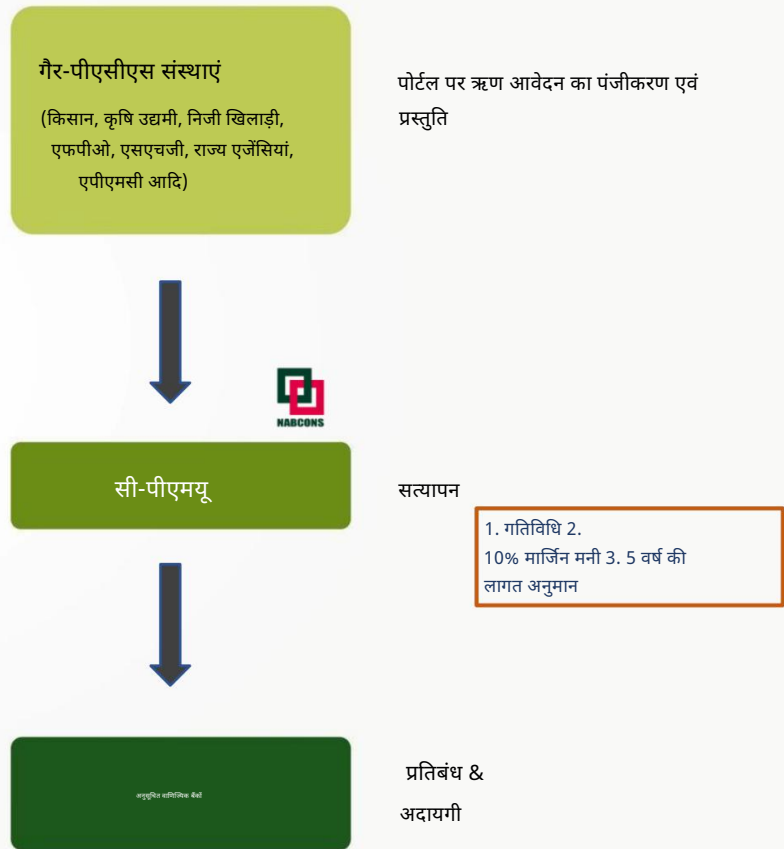 गैर-पीएसीएस संस्थाएं
(किसान, कृषि उद्यमी, निजी खिलाड़ी,
एफपीओ, एसएचजी, राज्य एजेंसियां,
एपीएमसी आदि)
पोर्टल पर ऋण आवेदन का पंजीकरण एवं
प्रस्तुति
NABCONS
सी-पीएमयू
सत्यापन
1. गतिविधि 2.
10% मार्जिन मनी 3. 5 वर्ष की
लागत अनुमान
अनुसूचित वाणिज्यिक बैंकों
प्रतिबंध &
अदायगी